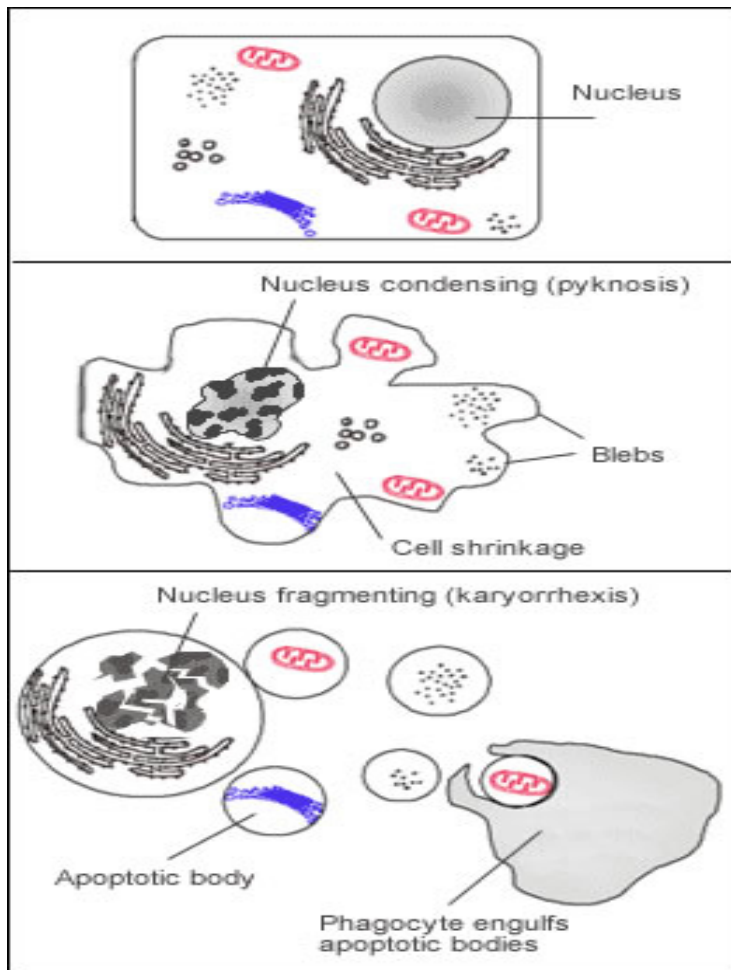 Nucleus
Nucleus condensing (pyknosis)
Blebs
Cell shrinkage
Nucleus fragmenting (karyorrhexis)
Apoptotic body
Phagocyte engulfs
apoptotic bodies